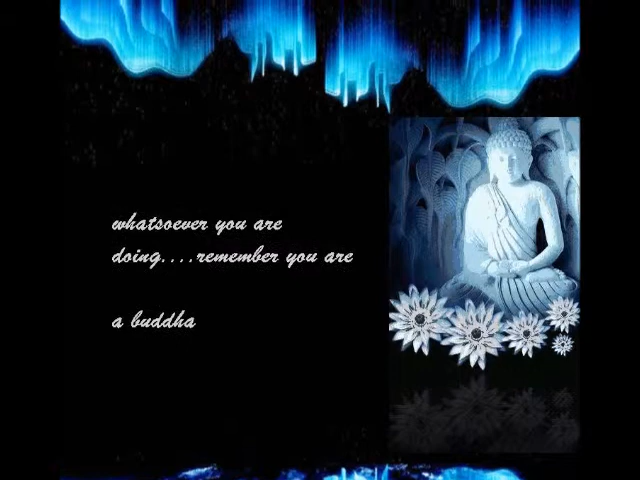 whatsoever you are
doing....remember you are
a buddha